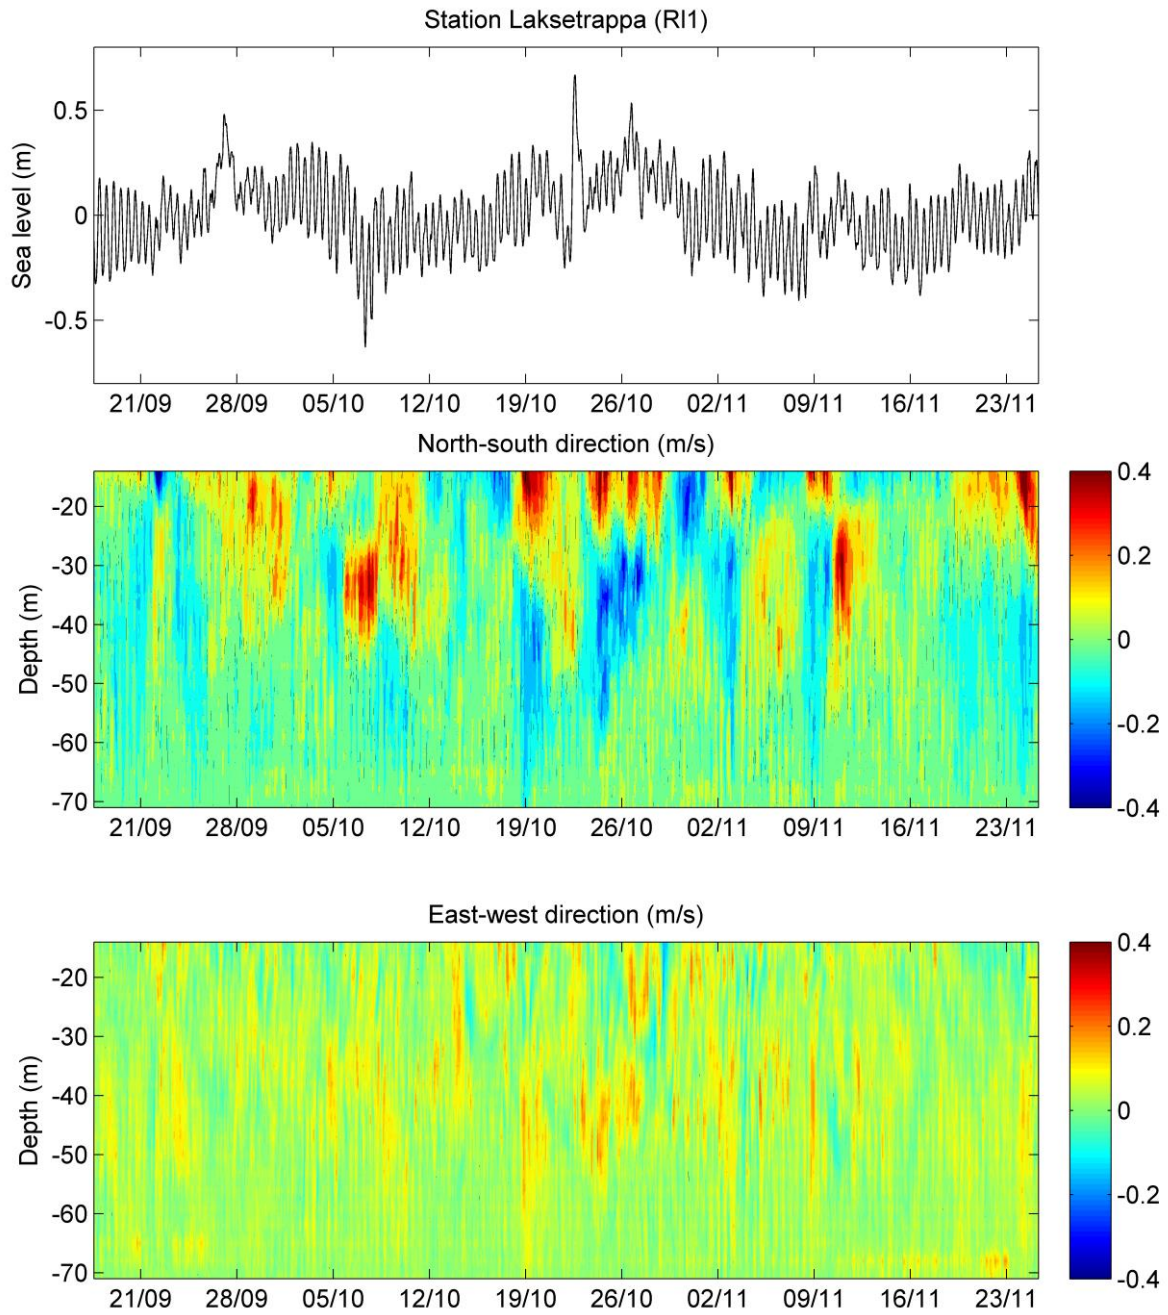 Station Laksetrappa (RI1)
Sea level (m)
0.5
0
-0.5
21/09 28/09 05/10 12/10 19/10 26/10 02/11 09/11 16/11 23/11
North-south direction (m/s)
Depth (m)
-20
-30
-40
-50
-60
-70
0.4
0.2
0
-0.2
-0.4
21/09 28/09 05/10 12/10 19/10 26/10 02/11 09/11 16/11 23/11
East-west direction (m/s)
Depth (m)
-20
-30
-40
-50
-60
-70
0.4
0.2
0
-0.2
-0.4
21/09 28/09 05/10 12/10 19/10 26/10 02/11 09/11 16/11 23/11